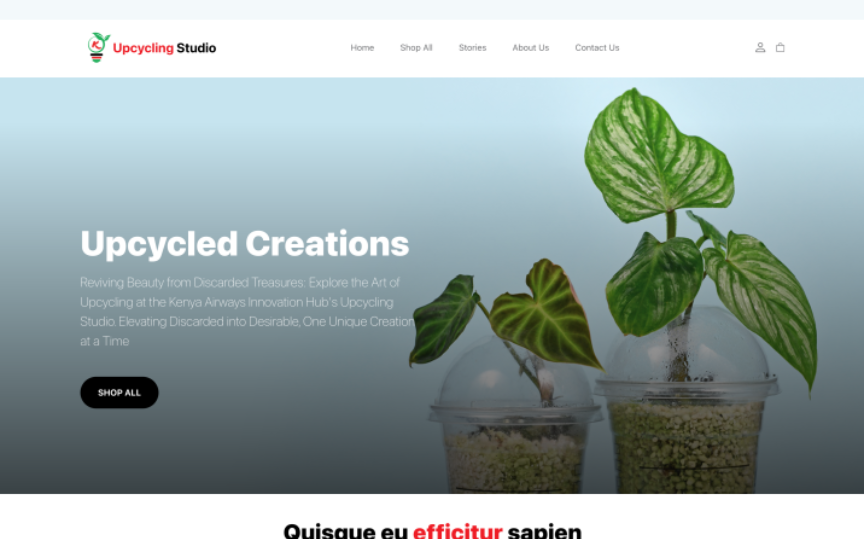 Upcycling Studio
Home Shop All Stories About Us Contact Us
Upcycled Creations
Reviving Beauty from Discarded Treasures: Explore the Art of
Upcycling at the Kenya Airways Innovation Hub's Upcycling
Studio. Elevating Discarded into Desirable, One Unique Creation
at a Time
SHOP ALL
Quisque eu efficitur sapien